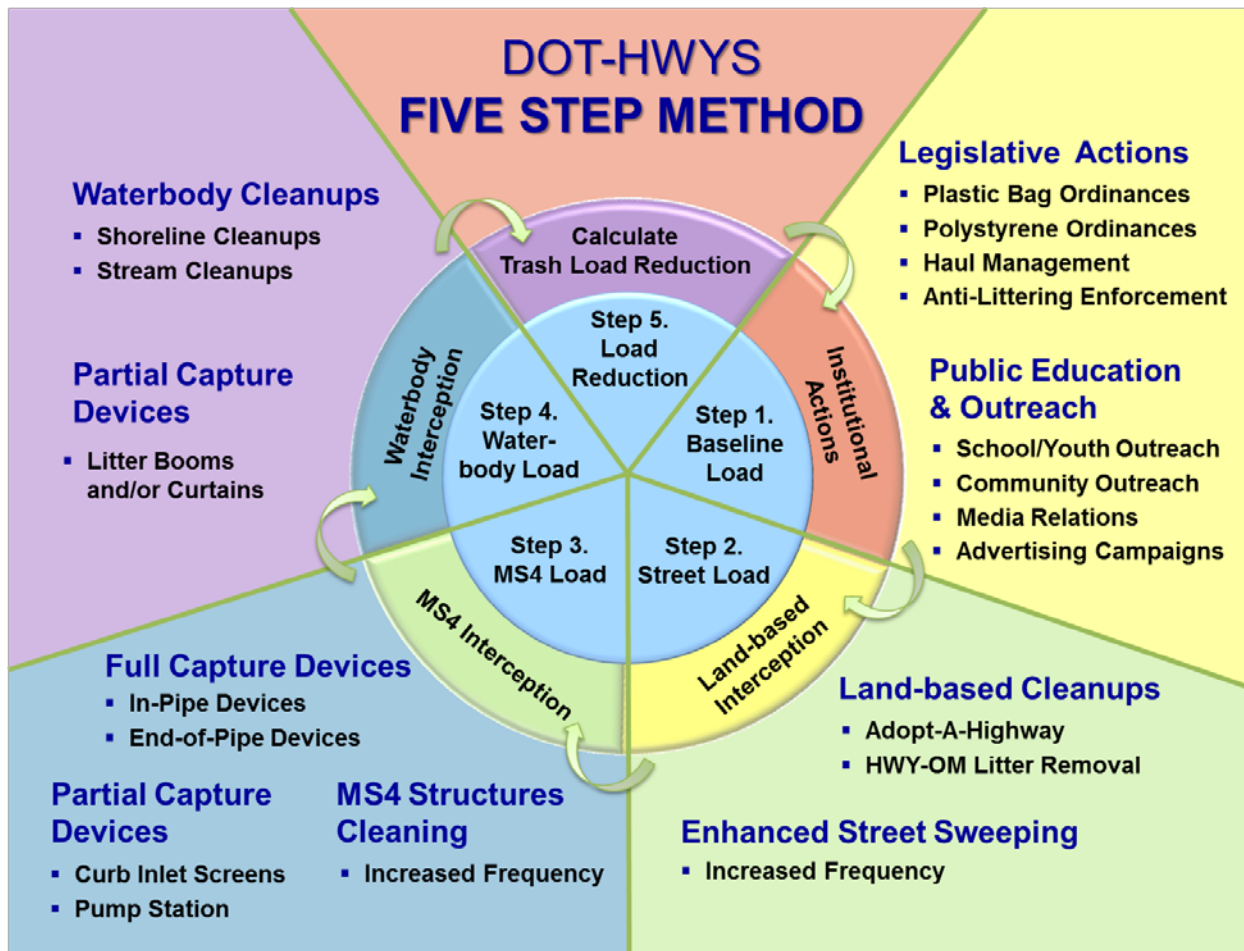 DOT-HWYS
FIVE STEP METHOD
Legislative Actions
▪ Plastic Bag Ordinances
▪ Polystyrene Ordinances
▪ Haul Management
▪ Anti-Littering Enforcement
Public Education
& Outreach
▪ School/Youth Outreach
▪ Community Outreach
▪ Media Relations
▪ Advertising Campaigns
Land-based Cleanups
▪ Adopt-A-Highway
▪ HWY-OM Litter Removal
Enhanced Street Sweeping
▪ Increased Frequency
Full Capture Devices
▪ In-Pipe Devices
▪ End-of-Pipe Devices
Partial Capture
Devices
▪ Curb Inlet Screens
▪ Pump Station
MS4 Structures
Cleaning
▪ Increased Frequency
Waterbody Cleanups
▪ Shoreline Cleanups
▪ Stream Cleanups
Partial Capture
Devices
▪ Litter Booms
and/or Curtains
Calculate
Trash Load Reduction
Institutional
Actions
Land-based
Interception
MS4 Interception
Waterbody
Interception
Step 1.
Baseline
Load
Step 2.
Street Load
Step 3.
MS4 Load
Step 4.
Water-
body Load
Step 5.
Load
Reduction